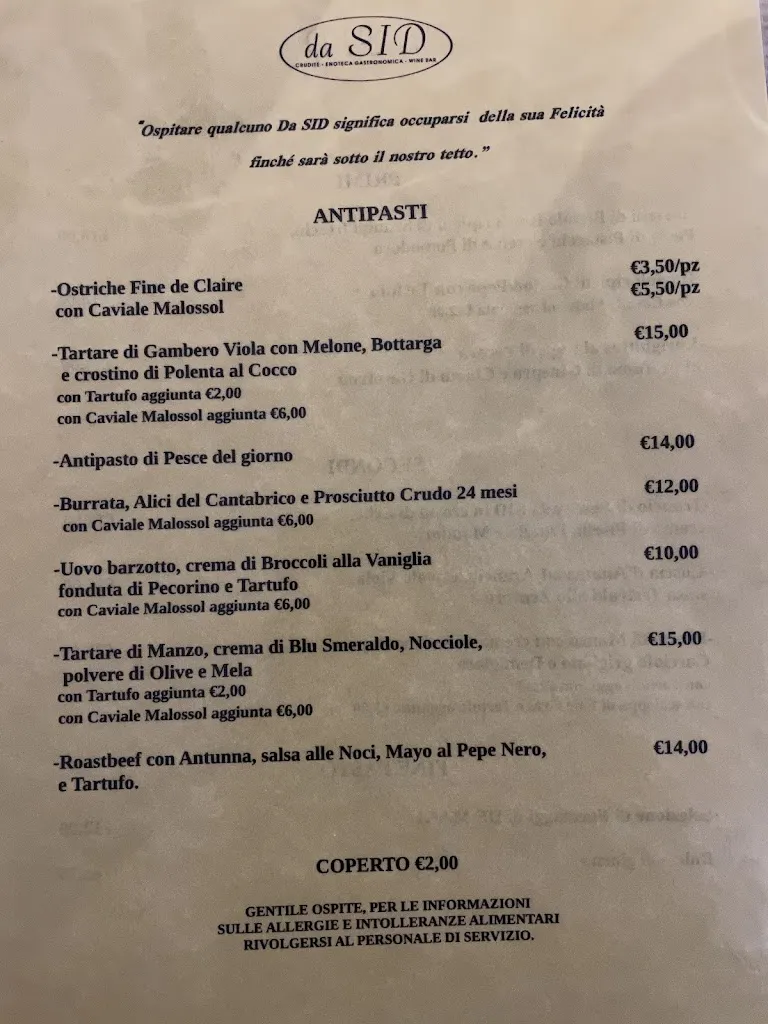 da SID
CRUDITÈ - ENOTECA GASTRONOMICA - WINE BAR
"Ospitare qualcuno Da SID significa occuparsi della sua Felicità
finché sarà sotto il nostro tetto."
ANTIPASTI
-Ostriche Fine de Claire €3,50/pz
con Caviale Malossol €5,50/pz
-Tartare di Gambero Viola con Melone, Bottarga €15,00
e crostino di Polenta al Cocco
con Tartufo aggiunta €2,00
con Caviale Malossol aggiunta €6,00
-Antipasto di Pesce del giorno €14,00
-Burrata, Alici del Cantabrico e Prosciutto Crudo 24 mesi €12,00
con Caviale Malossol aggiunta €6,00
-Uovo barzotto, crema di Broccoli alla Vaniglia €10,00
fonduta di Pecorino e Tartufo
con Caviale Malossol aggiunta €6,00
-Tartare di Manzo, crema di Blu Smeraldo, Nocciole, €15,00
polvere di Olive e Mela
con Tartufo aggiunta €2,00
con Caviale Malossol aggiunta €6,00
-Roastbeef con Antunna, salsa alle Noci, Mayo al Pepe Nero, €14,00
e Tartufo.
COPERTO €2,00
GENTILE OSPITE, PER LE INFORMAZIONI
SULLE ALLERGIE E INTOLLERANZE ALIMENTARI
RIVOLGERSI AL PERSONALE DI SERVIZIO.